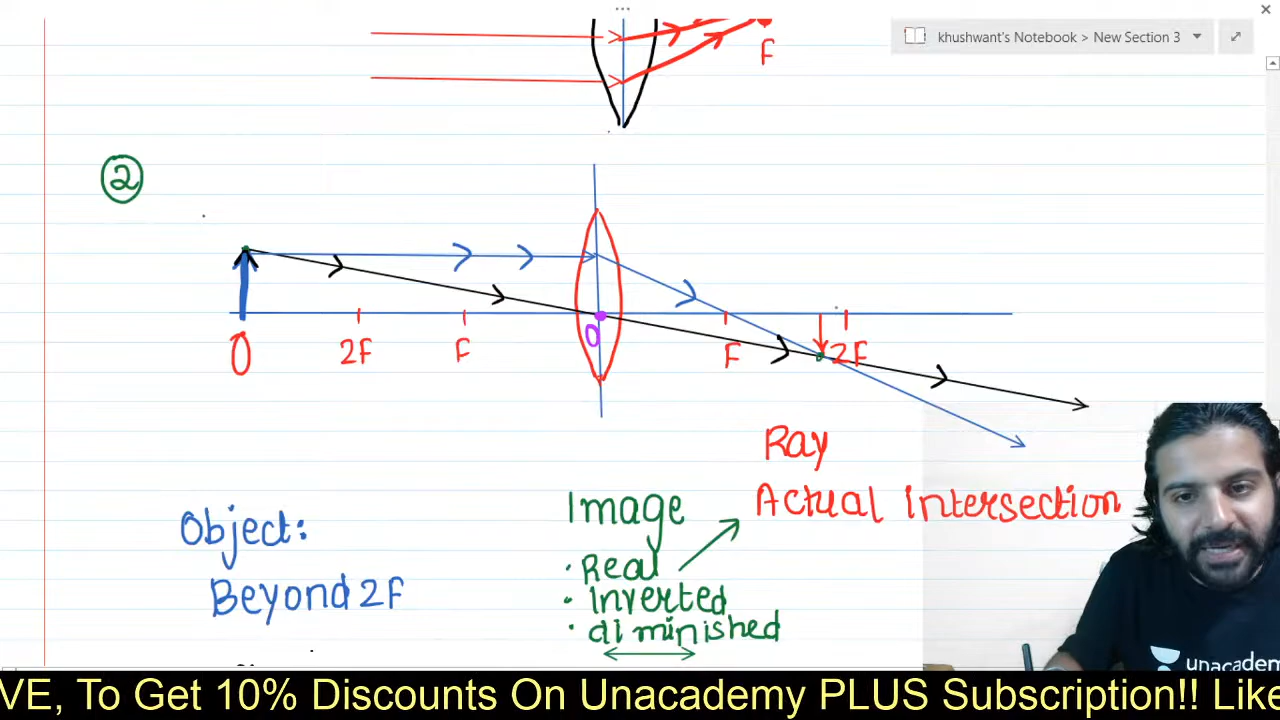 khushwant's Notebook > New Section 3
F
2
O
2F
F
O
F
2F
Ray
Actual intersection
Image
Object:
· Real
Beyond 2F
· inverted
· diminished
unacade
VE, To Get 10% Discounts On Unacademy PLUS Subscription!! Like